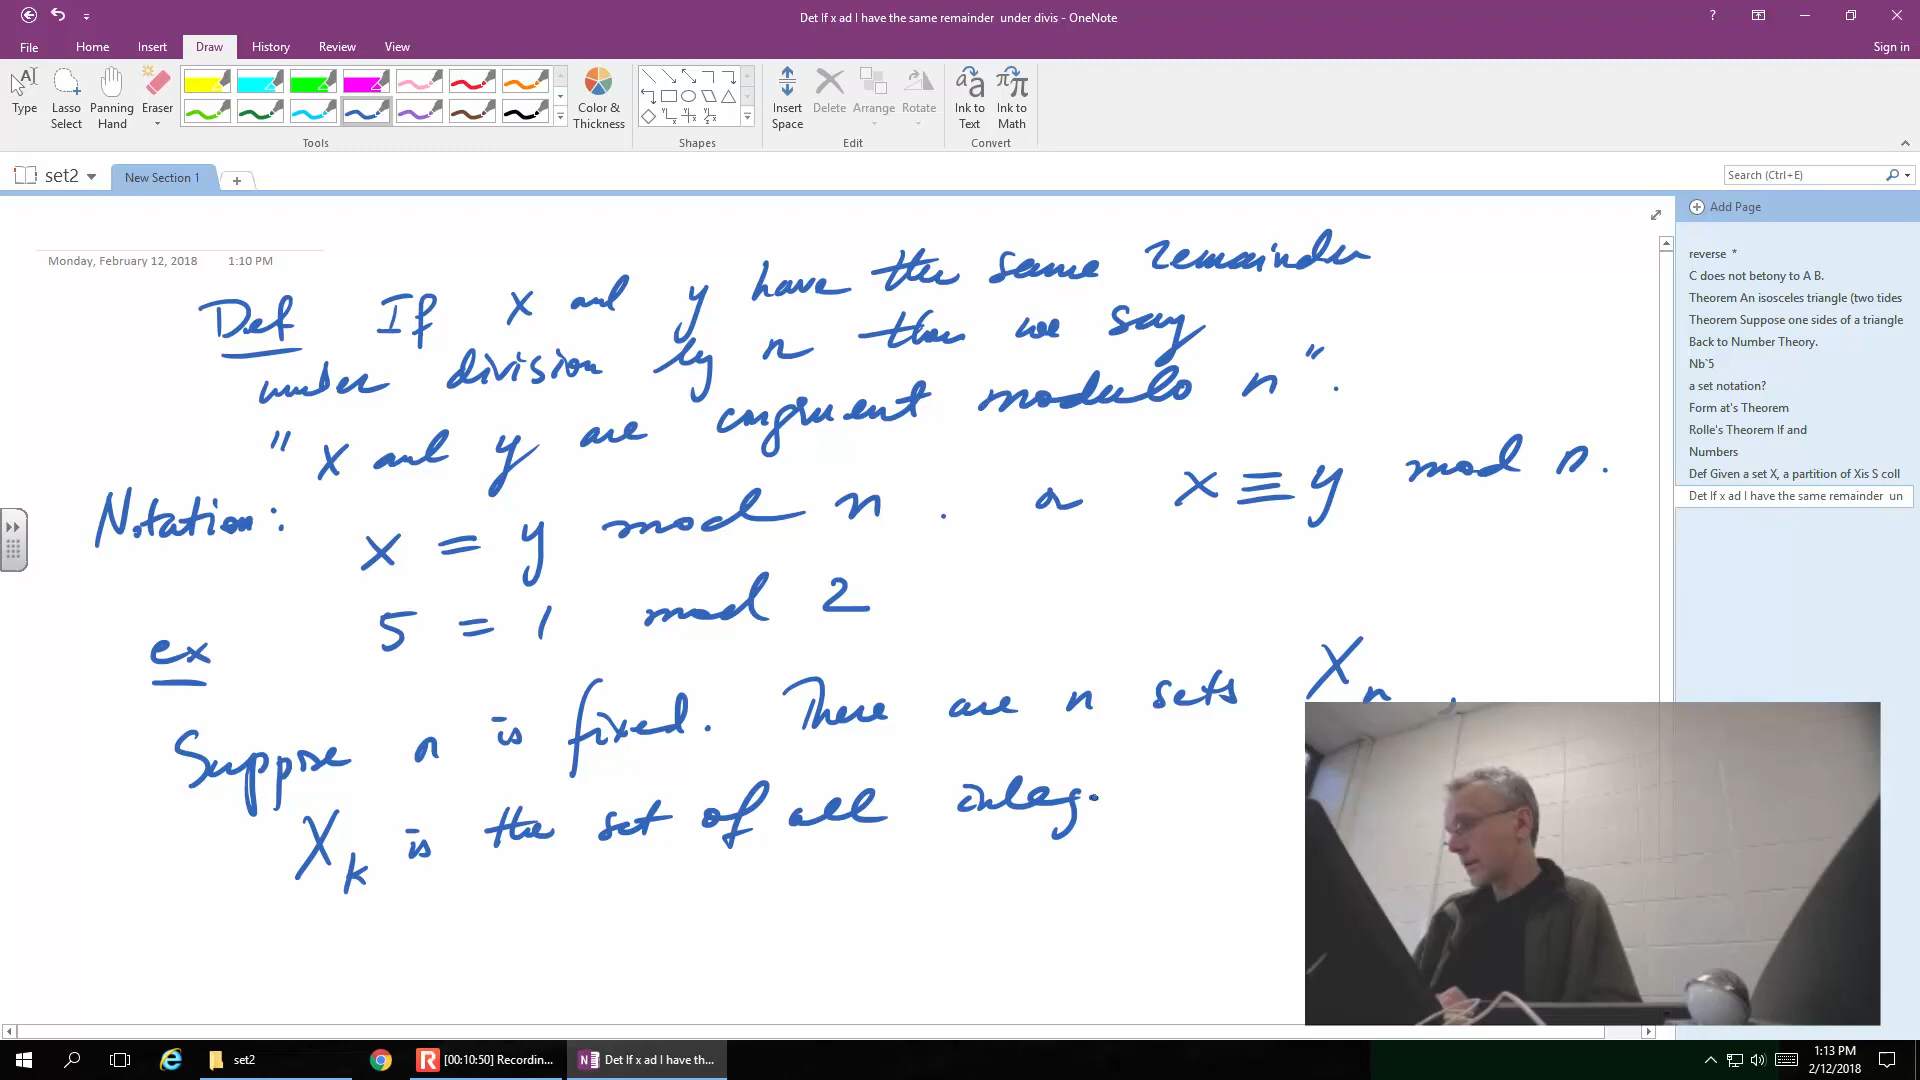 Det If x ad I have the same remainder under divis - OneNote
File
Home
Insert
Draw
History
Review
View
Sign in
Type
Lasso Select
Panning Hand
Eraser
Color & Thickness
Insert Space
Delete
Arrange
Rotate
Ink to Text
Ink to Math
Tools
Shapes
Edit
Convert
set2
New Section 1
Search (Ctrl+E)
Add Page
reverse *
C does not betony to A B.
Theorem An isosceles triangle (two tides
Theorem Suppose one sides of a triangle
Back to Number Theory.
Nb`5
a set notation?
Form at's Theorem
Rolle's Theorem If and
Numbers
Def Given a set X, a partition of Xis S coll
Det If x ad I have the same remainder un
Monday, February 12, 2018 1:10 PM
Def If x and y have the same remainder
under division by n then we say
" x and y are congruent modulo n ".
Notation: x = y mod n . or x ≡ y mod n.
ex 5 = 1 mod 2
Suppose n is fixed. There are n sets X n
X k is the set of all integ
set2
[00:10:50] Recordin...
Det If x ad I have th...
1:13 PM
2/12/2018